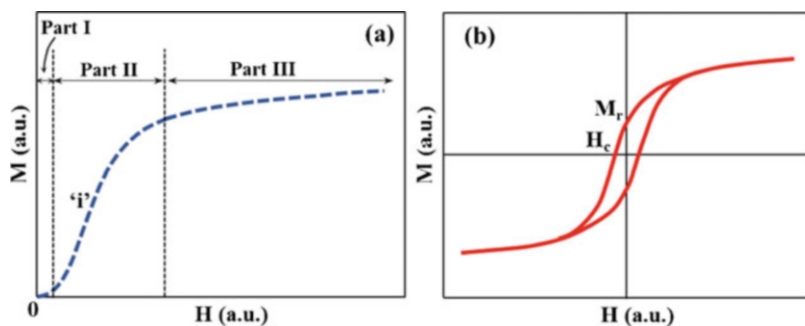 Part I
(a)
Part II
Part III
M (a.u.)
‘i’
0
H (a.u.)
(b)
Mr
Hc
M (a.u.)
H (a.u.)